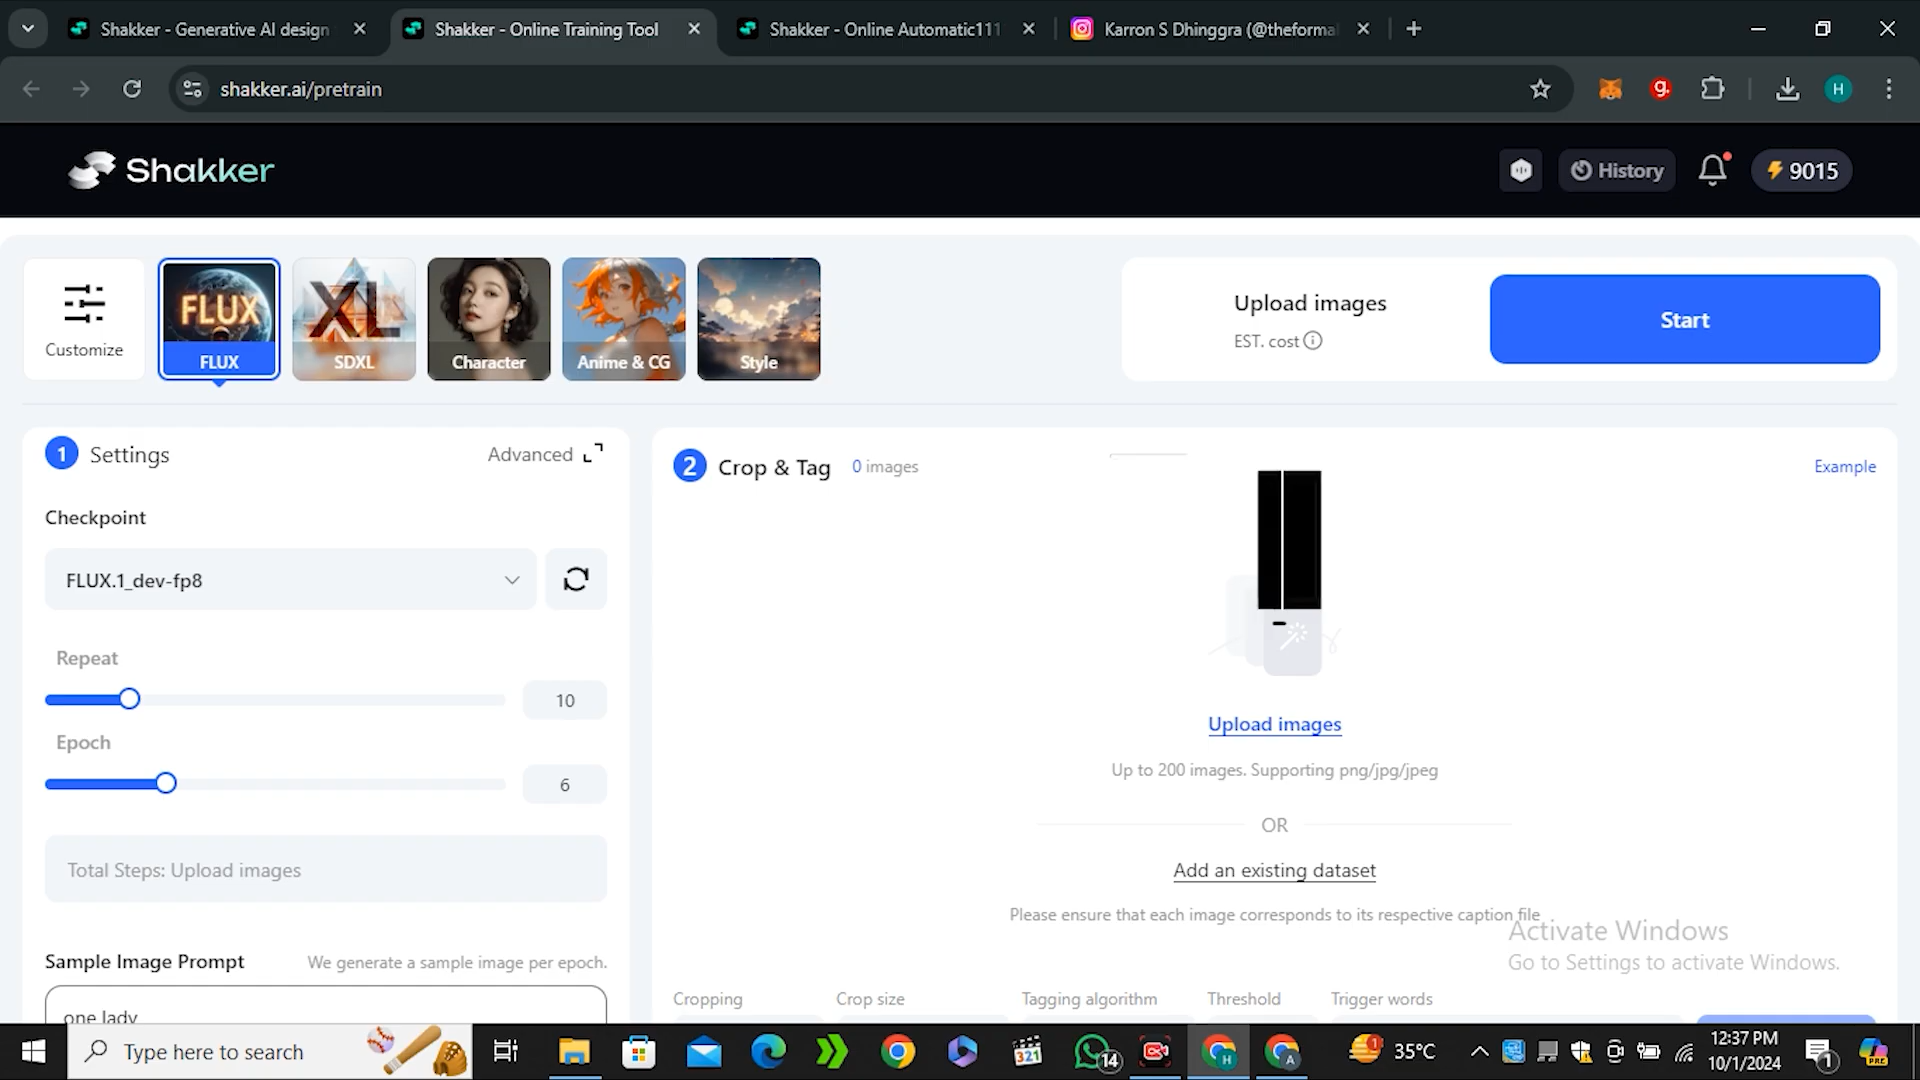 Shakker - Generative AI design
Shakker - Online Training Tool
Shakker - Online Automatic111
Karron S Dhinggra (@theforma
shakker.ai/pretrain
g.
H
Shakker
History
9015
Customize
FLUX
FLUX
XL
SDXL
Character
Anime & CG
Style
Upload images
EST. cost
Start
1 Settings
Advanced
Checkpoint
FLUX.1_dev-fp8
Repeat
10
Epoch
6
Total Steps: Upload images
Sample Image Prompt
We generate a sample image per epoch.
one lady
2 Crop & Tag
0 images
Example
Upload images
Up to 200 images. Supporting png/jpg/jpeg
OR
Add an existing dataset
Please ensure that each image corresponds to its respective caption file
Activate Windows
Go to Settings to activate Windows.
Cropping
Crop size
Tagging algorithm
Threshold
Trigger words
Type here to search
321
14
H
A
1
35°C
12:37 PM
10/1/2024
1
PRE